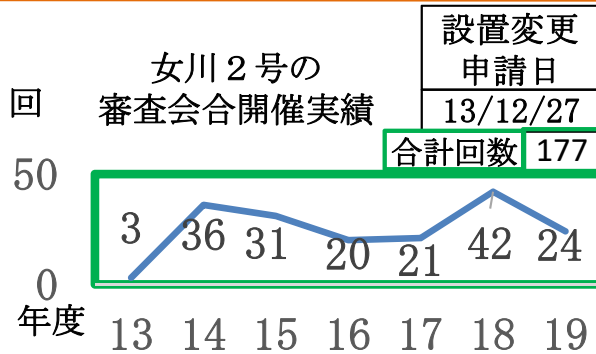 設置変更
申請日
13/12/27
女川２号の
審査会合開催実績
回
合計回数 177
50
3 36 31 20 21 42 24
0
年度 13 14 15 16 17 18 19